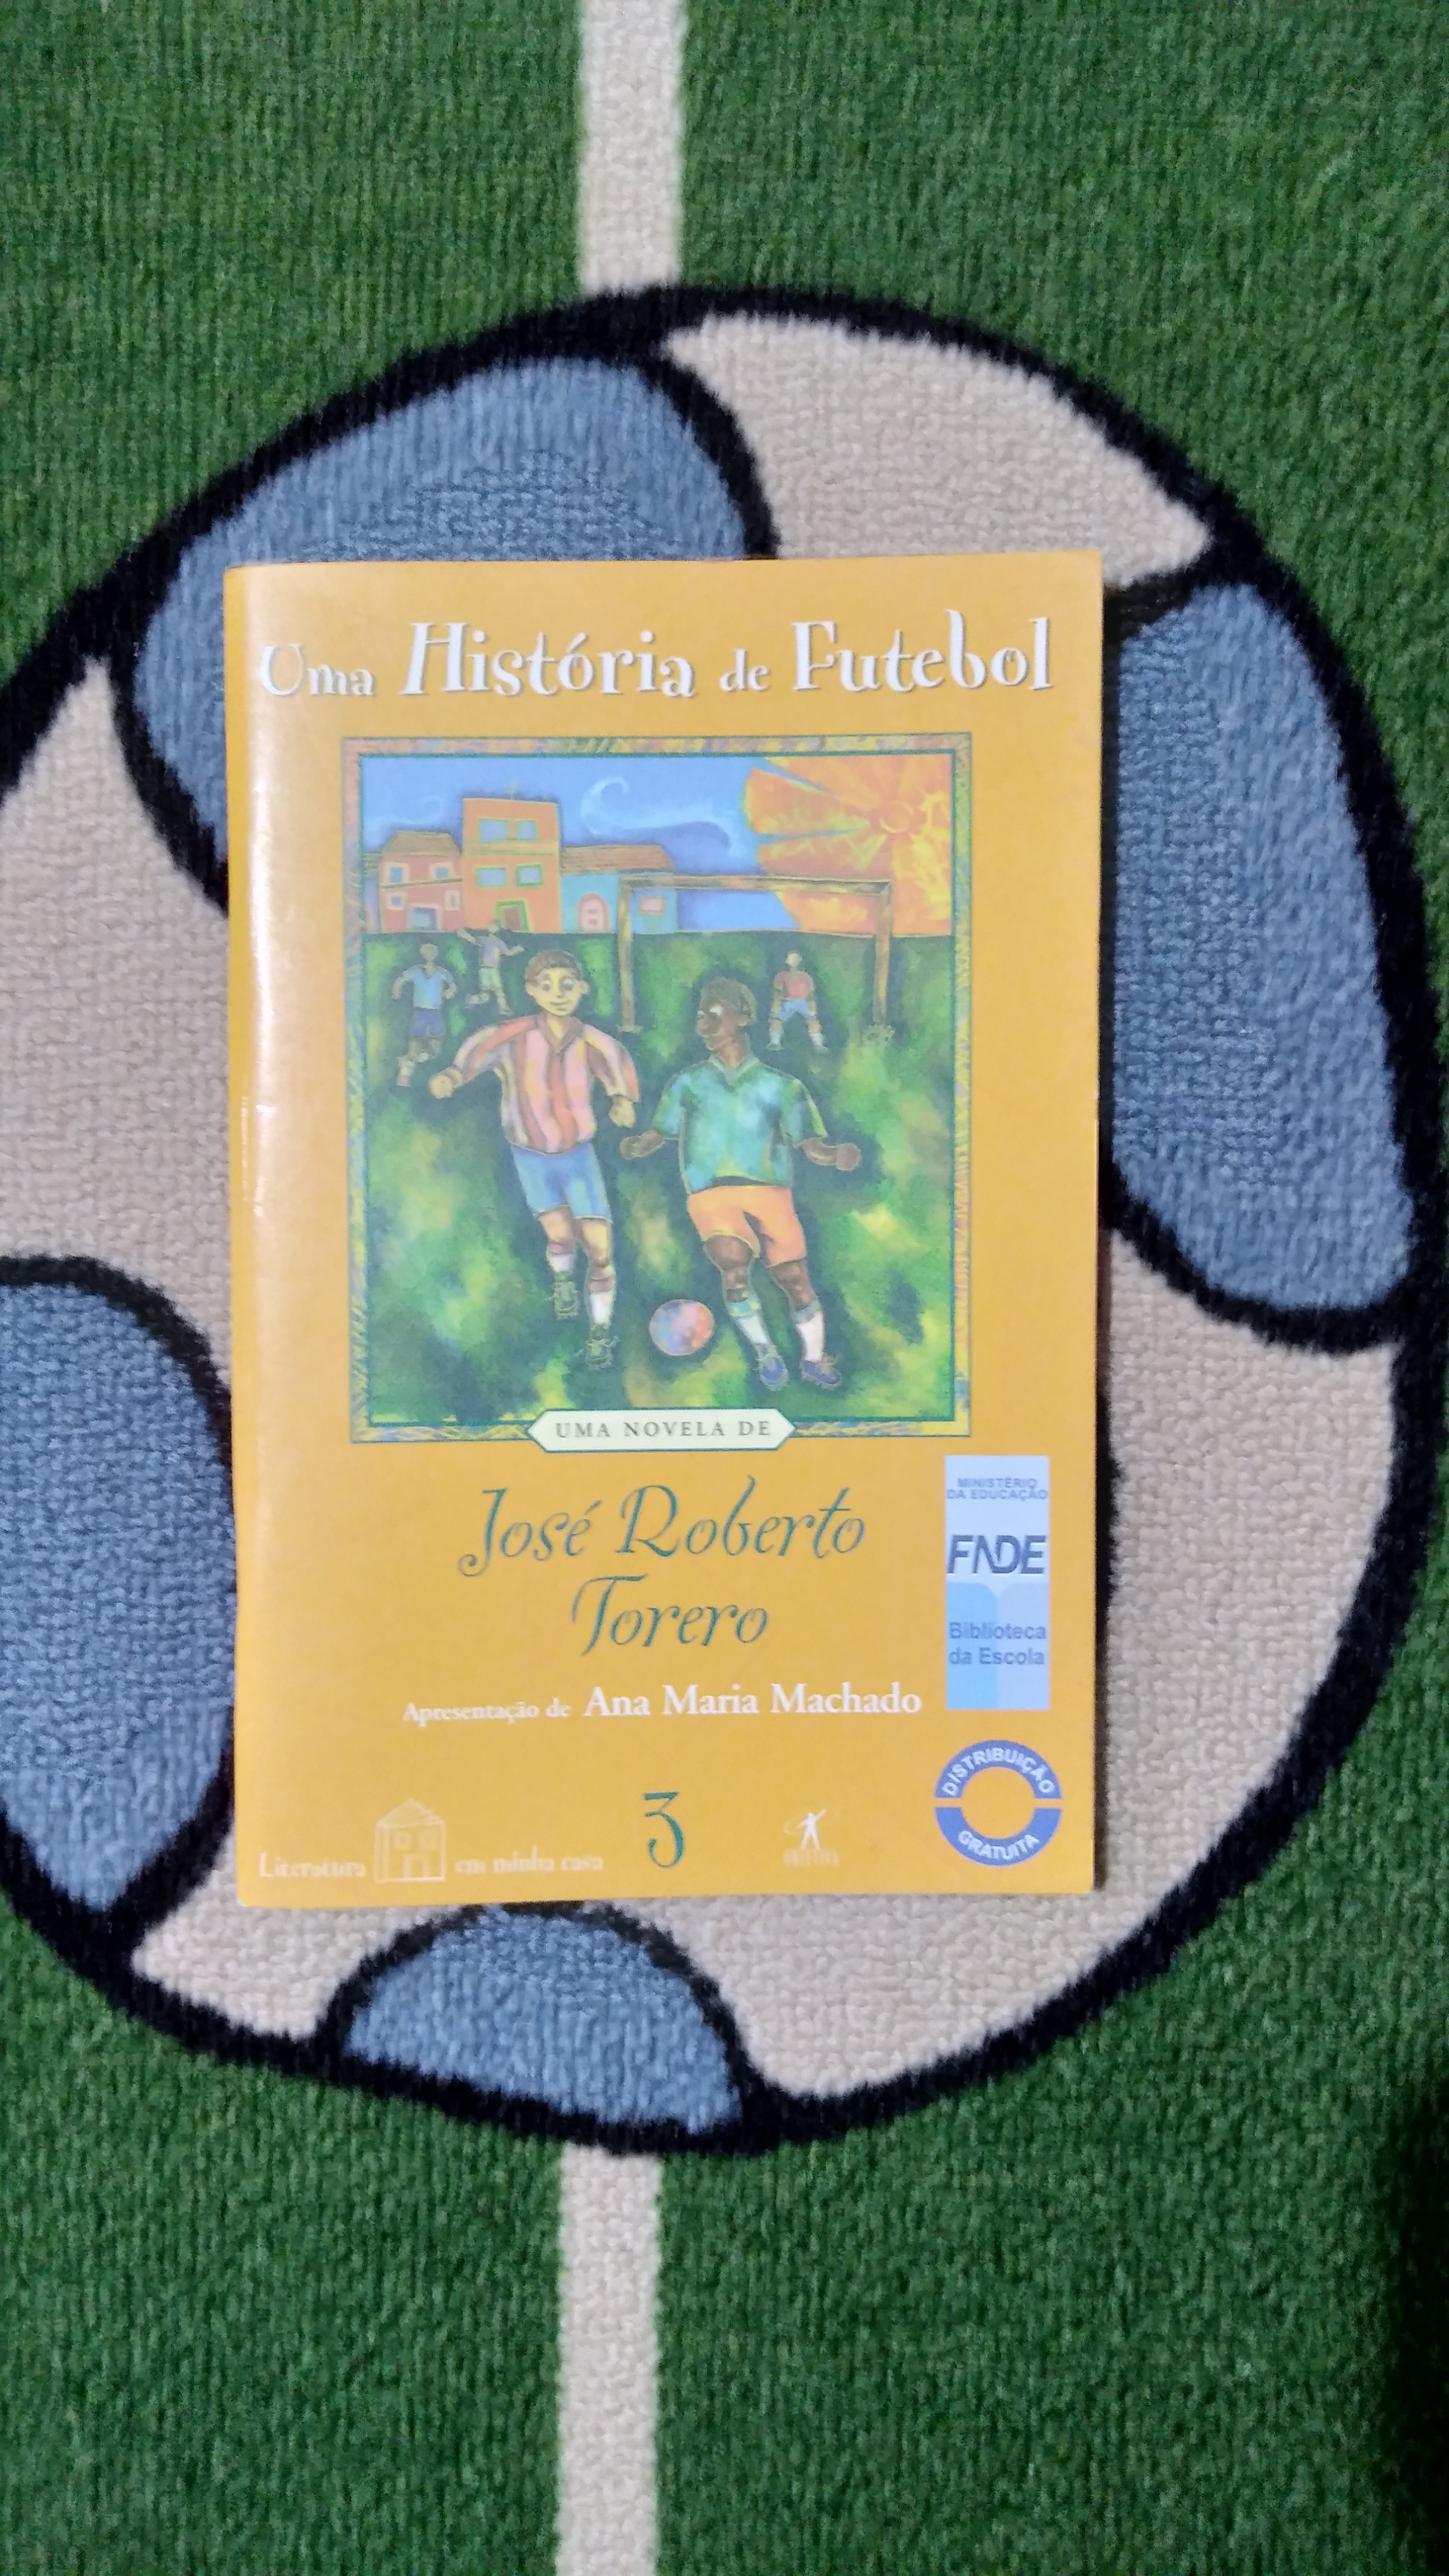 Uma História de Futebol
UMA NOVELA DE
José Roberto
Torero
MINISTÉRIO
DA EDUCAÇÃO
FNDE
Biblioteca
da Escola
Apresentação de Ana Maria Machado
DISTRIBUIÇÃO
GRATUITA
3
Literatura em minha casa
OBJETIVA